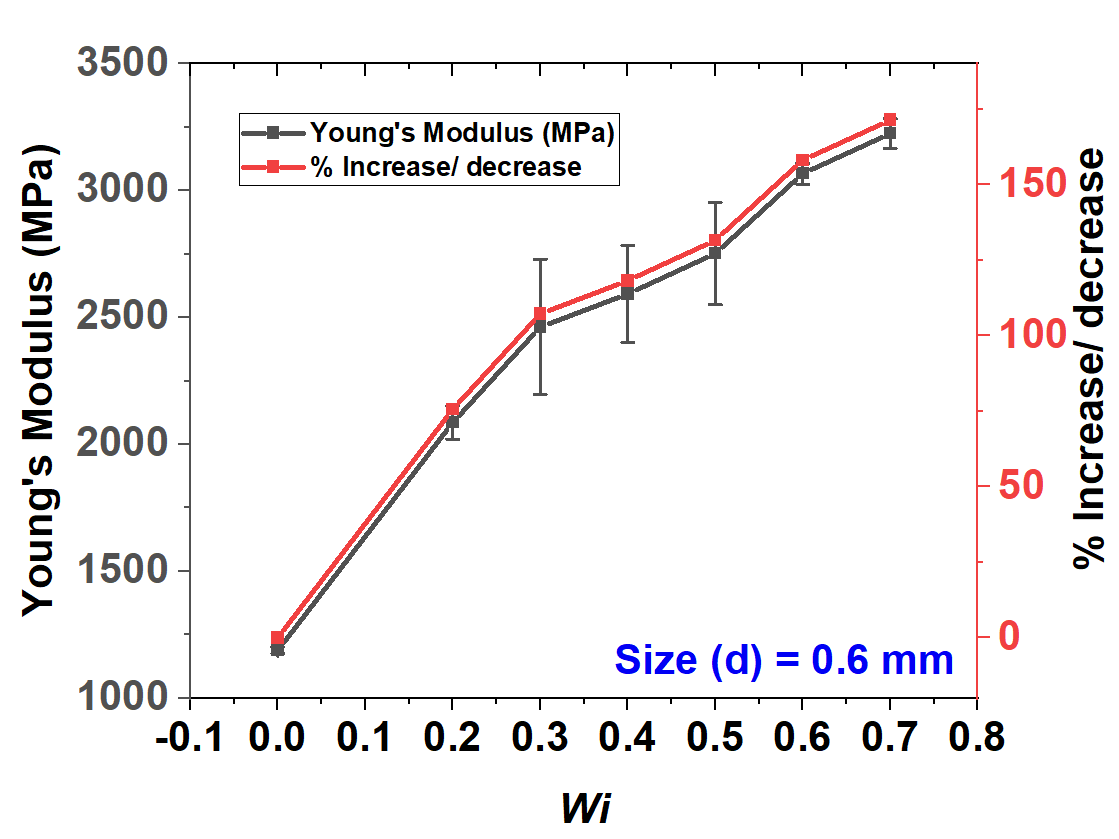 Young's Modulus (MPa)
3500
3000
2500
2000
1500
1000
Young's Modulus (MPa)
% Increase/ decrease
Size (d) = 0.6 mm
150
100
50
0
% Increase/ decrease
-0.1 0.0 0.1 0.2 0.3 0.4 0.5 0.6 0.7 0.8
Wi